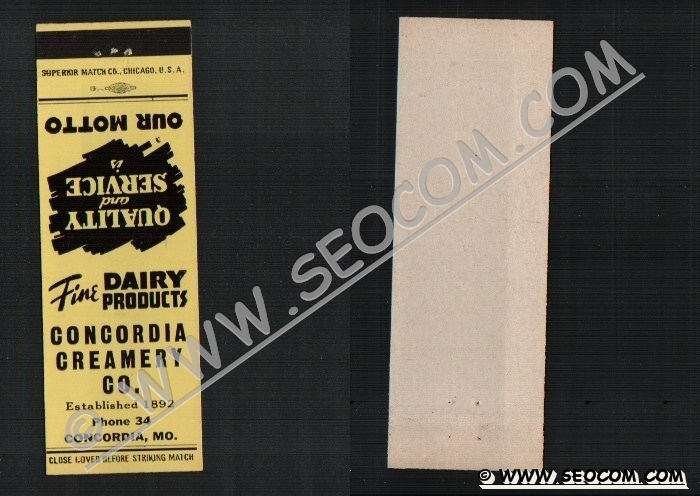 SUPERIOR MATCH CO., CHICAGO, U.S.A.
OUR MOTTO
QUALITY
and
SERVICE
is
Fine DAIRY
PRODUCTS
CONCORDIA
CREAMERY
CO.
Established 1892
Phone 34
CONCORDIA, MO.
CLOSE COVER BEFORE STRIKING MATCH
© WWW.SEOCOM.COM
© WWW.SEOCOM.COM